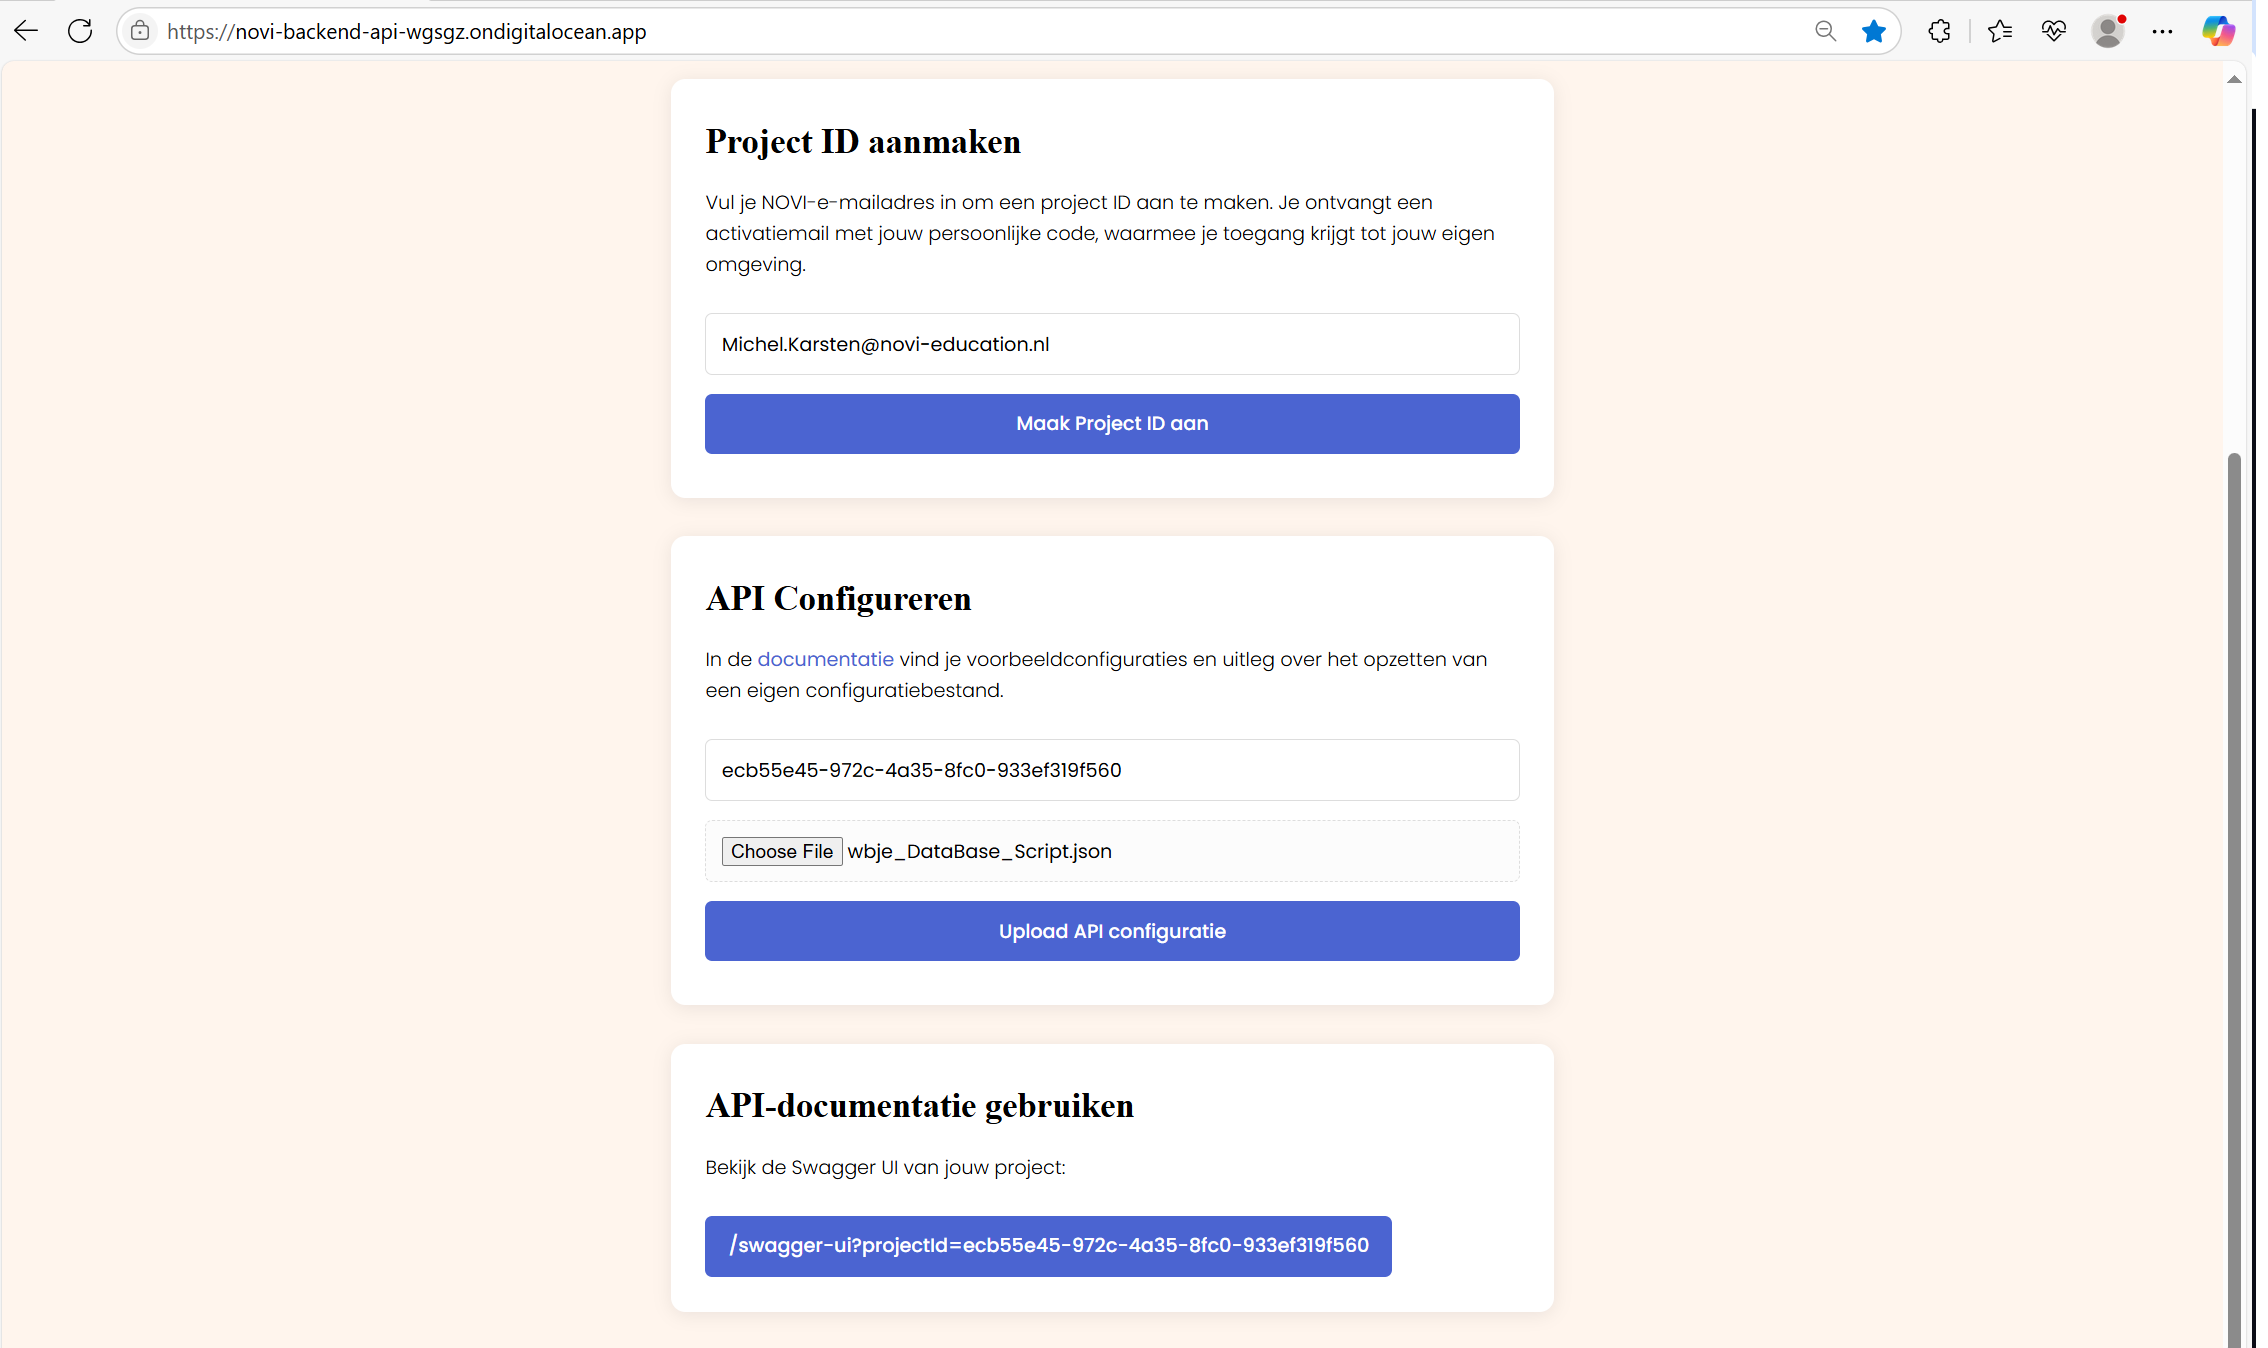 https://novi-backend-api-wgsgz.ondigitalocean.app
Project ID aanmaken
Vul je NOVI-e-mailadres in om een project ID aan te maken. Je ontvangt een
activatiemail met jouw persoonlijke code, waarmee je toegang krijgt tot jouw eigen
omgeving.
Michel.Karsten@novi-education.nl
Maak Project ID aan
API Configureren
In de documentatie vind je voorbeeldconfiguraties en uitleg over het opzetten van
een eigen configuratiebestand.
ecb55e45-972c-4a35-8fc0-933ef319f560
Choose File wbje_DataBase_Script.json
Upload API configuratie
API-documentatie gebruiken
Bekijk de Swagger UI van jouw project:
/swagger-ui?projectId=ecb55e45-972c-4a35-8fc0-933ef319f560